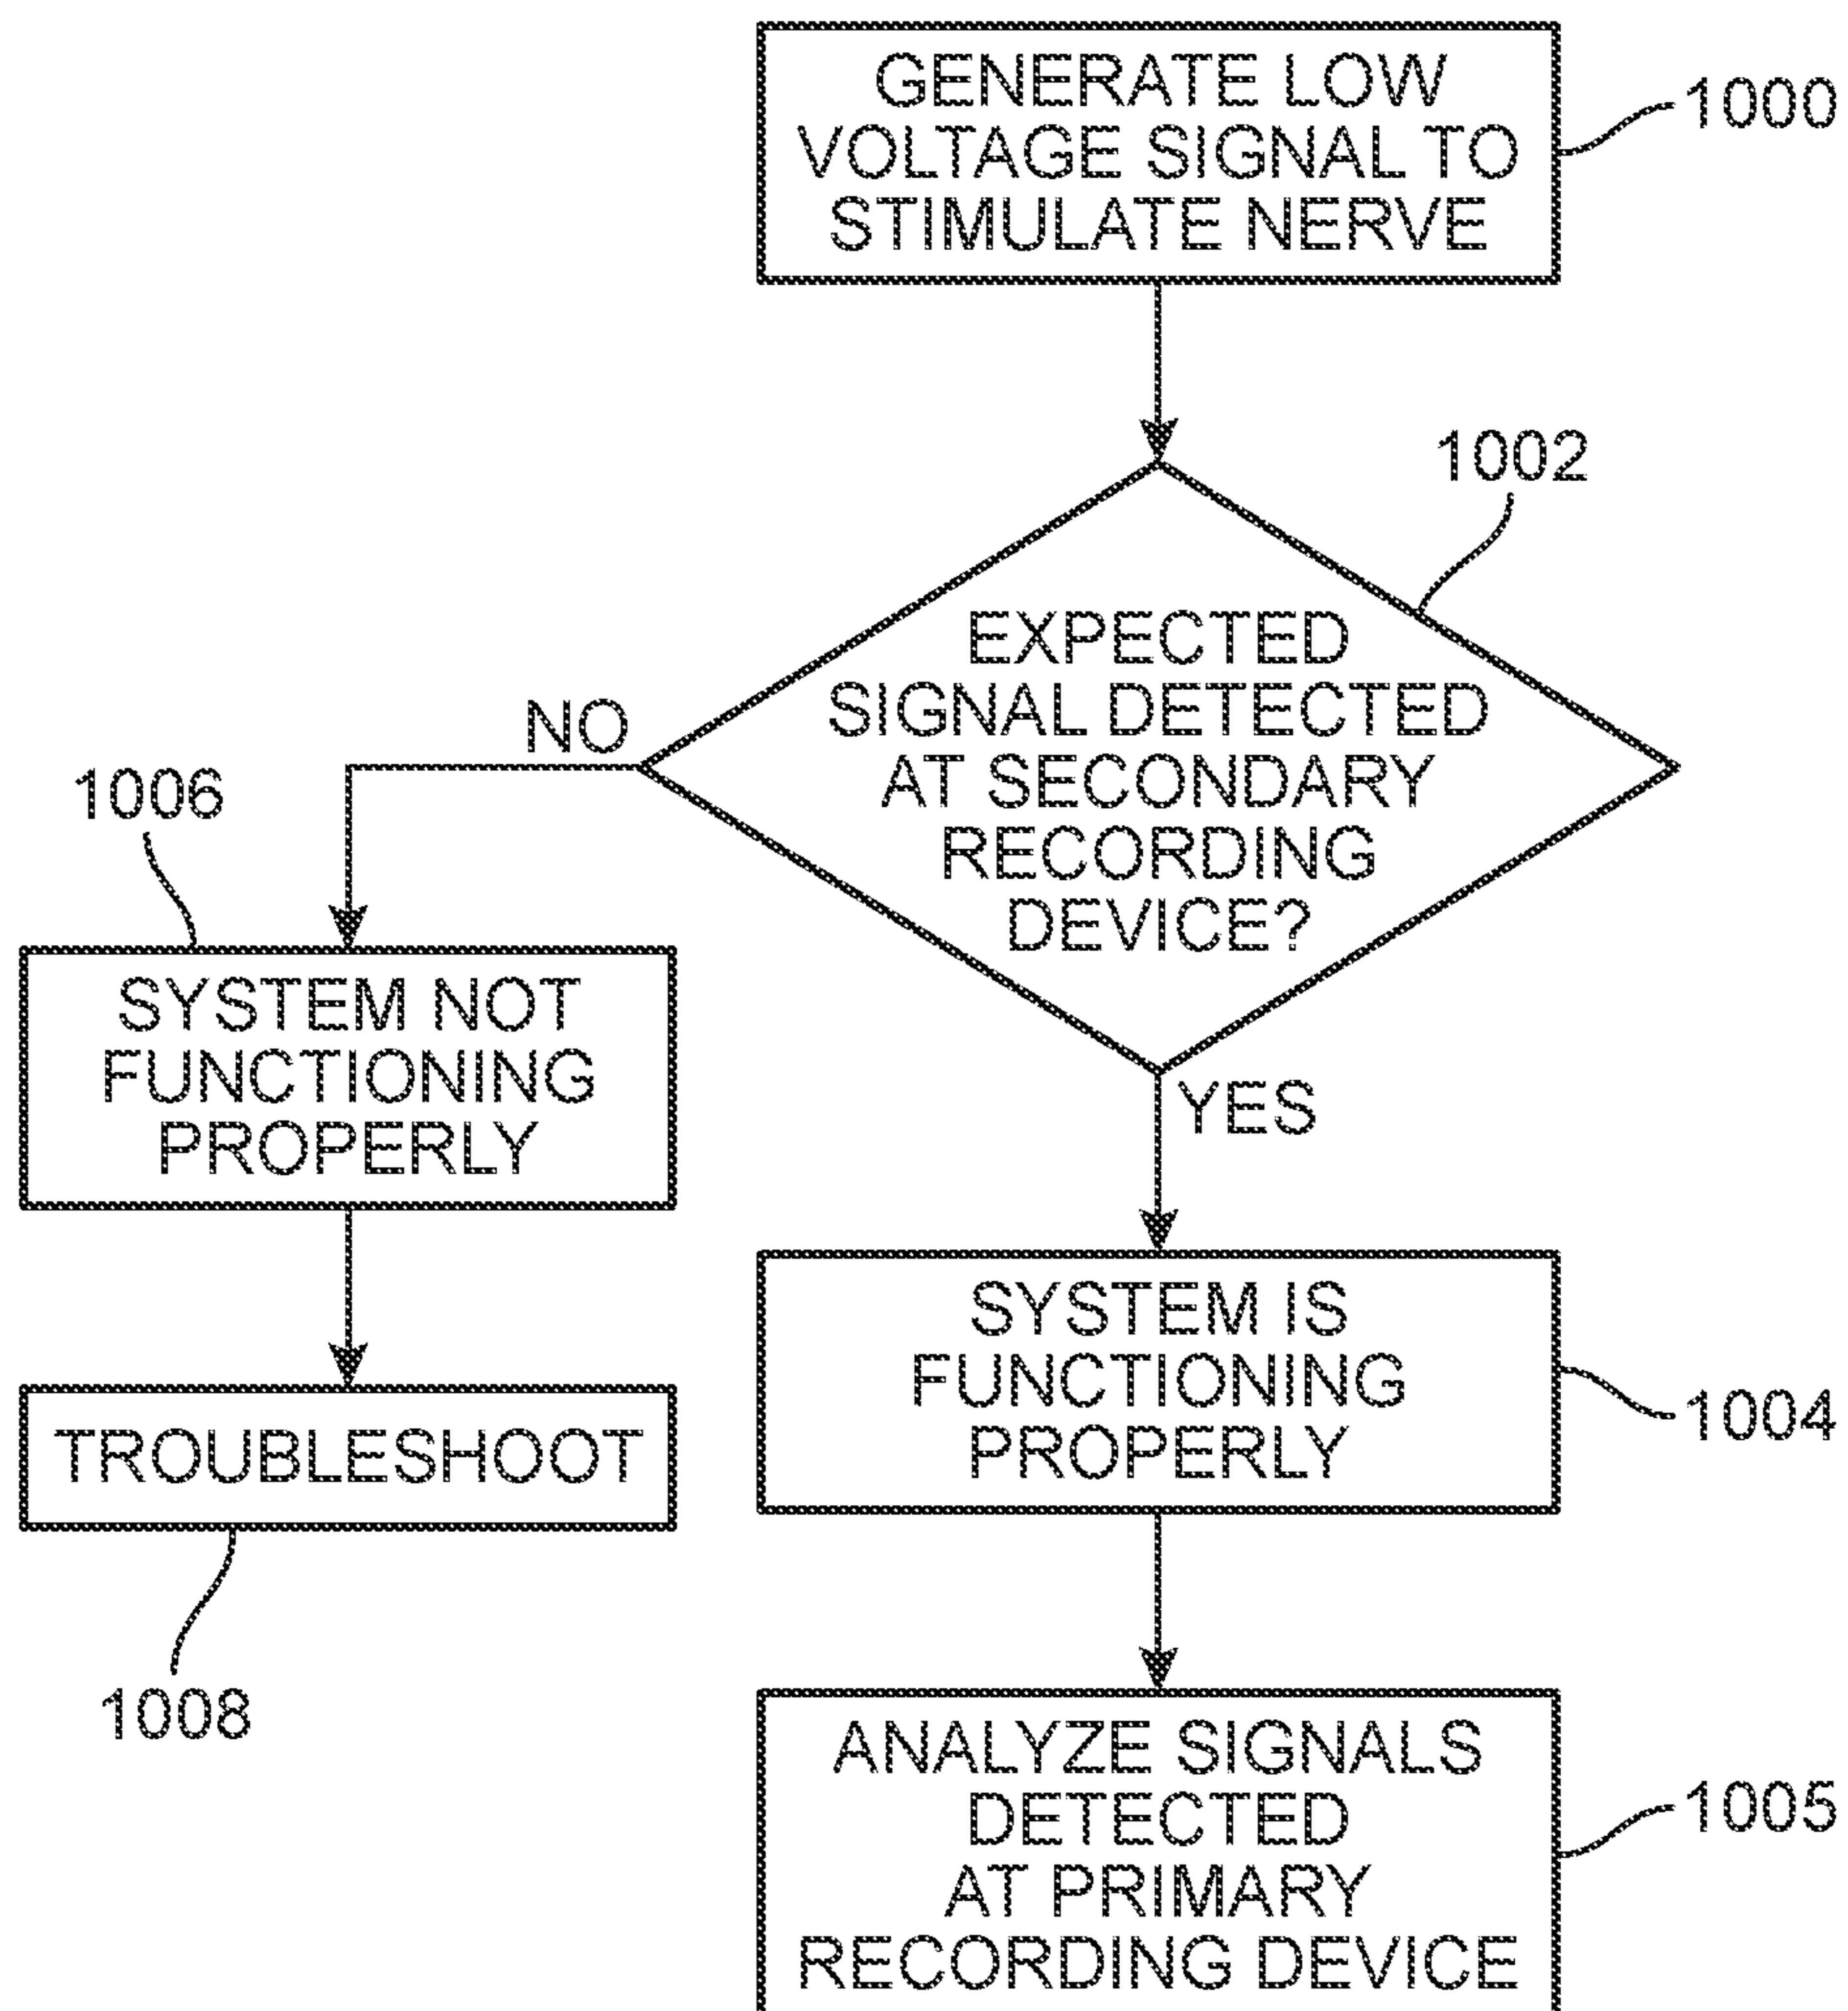 GENERATE LOW
VOLTAGE SIGNAL TO
STIMULATE NERVE
1000
1002
EXPECTED
SIGNAL DETECTED
AT SECONDARY
RECORDING
DEVICE?
NO
1006
SYSTEM NOT
FUNCTIONING
PROPERLY
YES
SYSTEM IS
FUNCTIONING
PROPERLY
1004
TROUBLESHOOT
1008
ANALYZE SIGNALS
DETECTED
AT PRIMARY
RECORDING DEVICE
1005